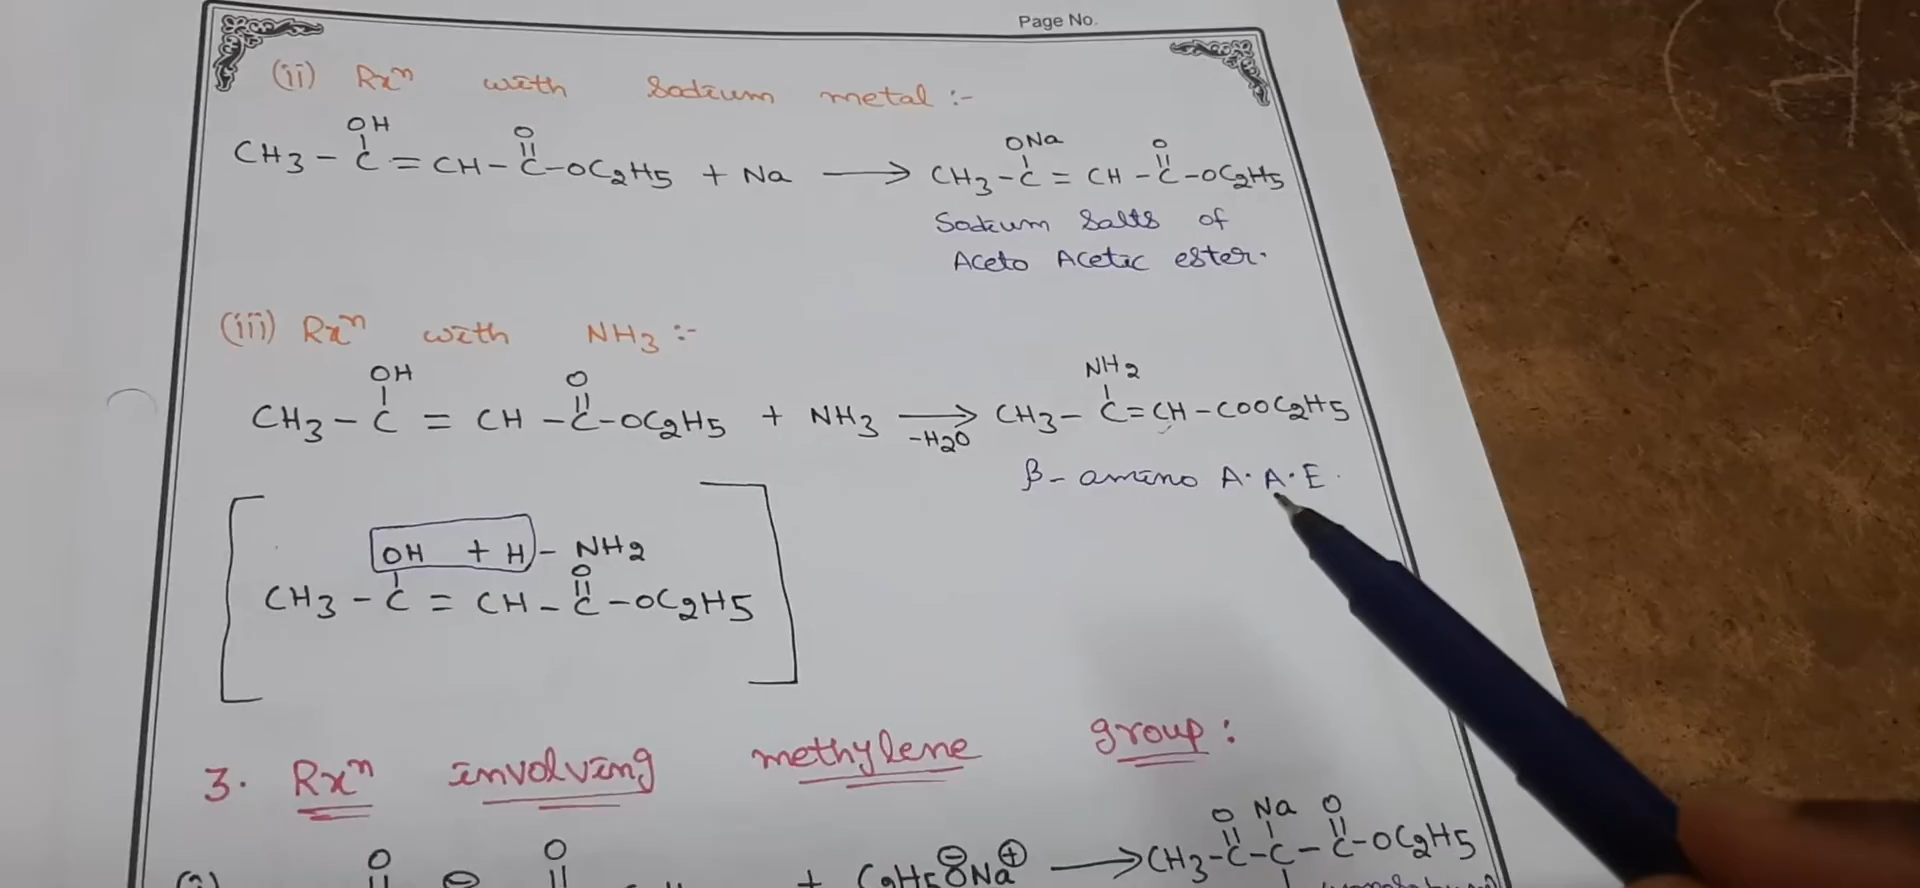 Page No.
(ii) Rxⁿ with Sodium metal :-
OH O ONa O
CH3 - C = CH - C - OC2H5 + Na ⟶ CH3 - C = CH - C - OC2H5
Sodium Salts of
Aceto Acetic ester.
(iii) Rxⁿ with NH3 :-
OH O NH2
CH3 - C = CH - C - OC2H5 + NH3 ⟶ CH3 - C = CH - COOC2H5
-H2O
β- amino A.A.E.
OH + H - NH2
O
CH3 - C = CH - C - OC2H5
3. Rxⁿ involving methylene group :
O O O Na O
+ C2H5ONa ⟶ CH3 - C - C - C - OC2H5